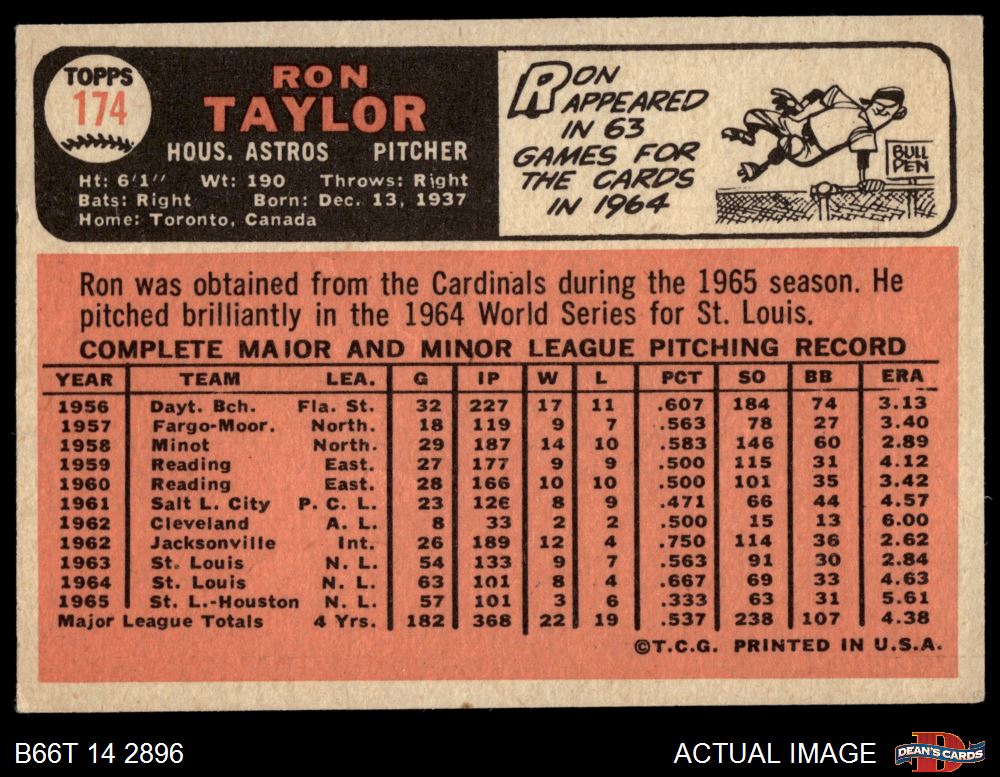 TOPPS
174
RON
TAYLOR
HOUS. ASTROS PITCHER
Ht: 6'1" Wt: 190 Throws: Right
Bats: Right Born: Dec. 13, 1937
Home: Toronto, Canada
RON
APPEARED
IN 63
GAMES FOR
THE CARDS
IN 1964
BULL
PEN
Ron was obtained from the Cardinals during the 1965 season. He
pitched brilliantly in the 1964 World Series for St. Louis.
COMPLETE MAJOR AND MINOR LEAGUE PITCHING RECORD
YEAR TEAM LEA. G IP W L PCT SO BB ERA
1956 Dayt. Bch. Fla. St. 32 227 17 11 .607 184 74 3.13
1957 Fargo-Moor. North. 18 119 9 7 .563 78 27 3.40
1958 Minot North. 29 187 14 10 .583 146 60 2.89
1959 Reading East. 27 177 9 9 .500 115 31 4.12
1960 Reading East. 28 166 10 10 .500 101 35 3.42
1961 Salt L. City P. C. L. 23 126 8 9 .471 66 44 4.57
1962 Cleveland A. L. 8 33 2 2 .500 15 13 6.00
1962 Jacksonville Int. 26 189 12 4 .750 114 36 2.62
1963 St. Louis N. L. 54 133 9 7 .563 91 30 2.84
1964 St. Louis N. L. 63 101 8 4 .667 69 33 4.63
1965 St. L.-Houston N. L. 57 101 3 6 .333 63 31 5.61
Major League Totals 4 Yrs. 182 368 22 19 .537 238 107 4.38
©T.C.G. PRINTED IN U.S.A.
B66T 14 2896
ACTUAL IMAGE
D
DEAN'S CARDS